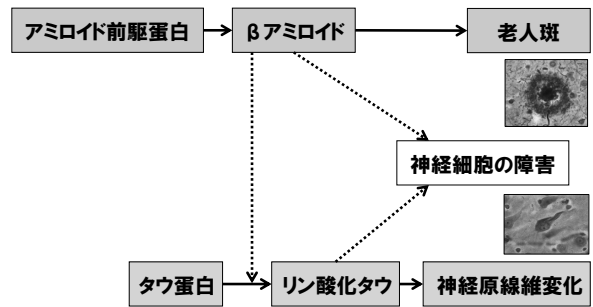 アミロイド前駆蛋白
βアミロイド
老人斑
神経細胞の障害
タウ蛋白
リン酸化タウ
神経原線維変化